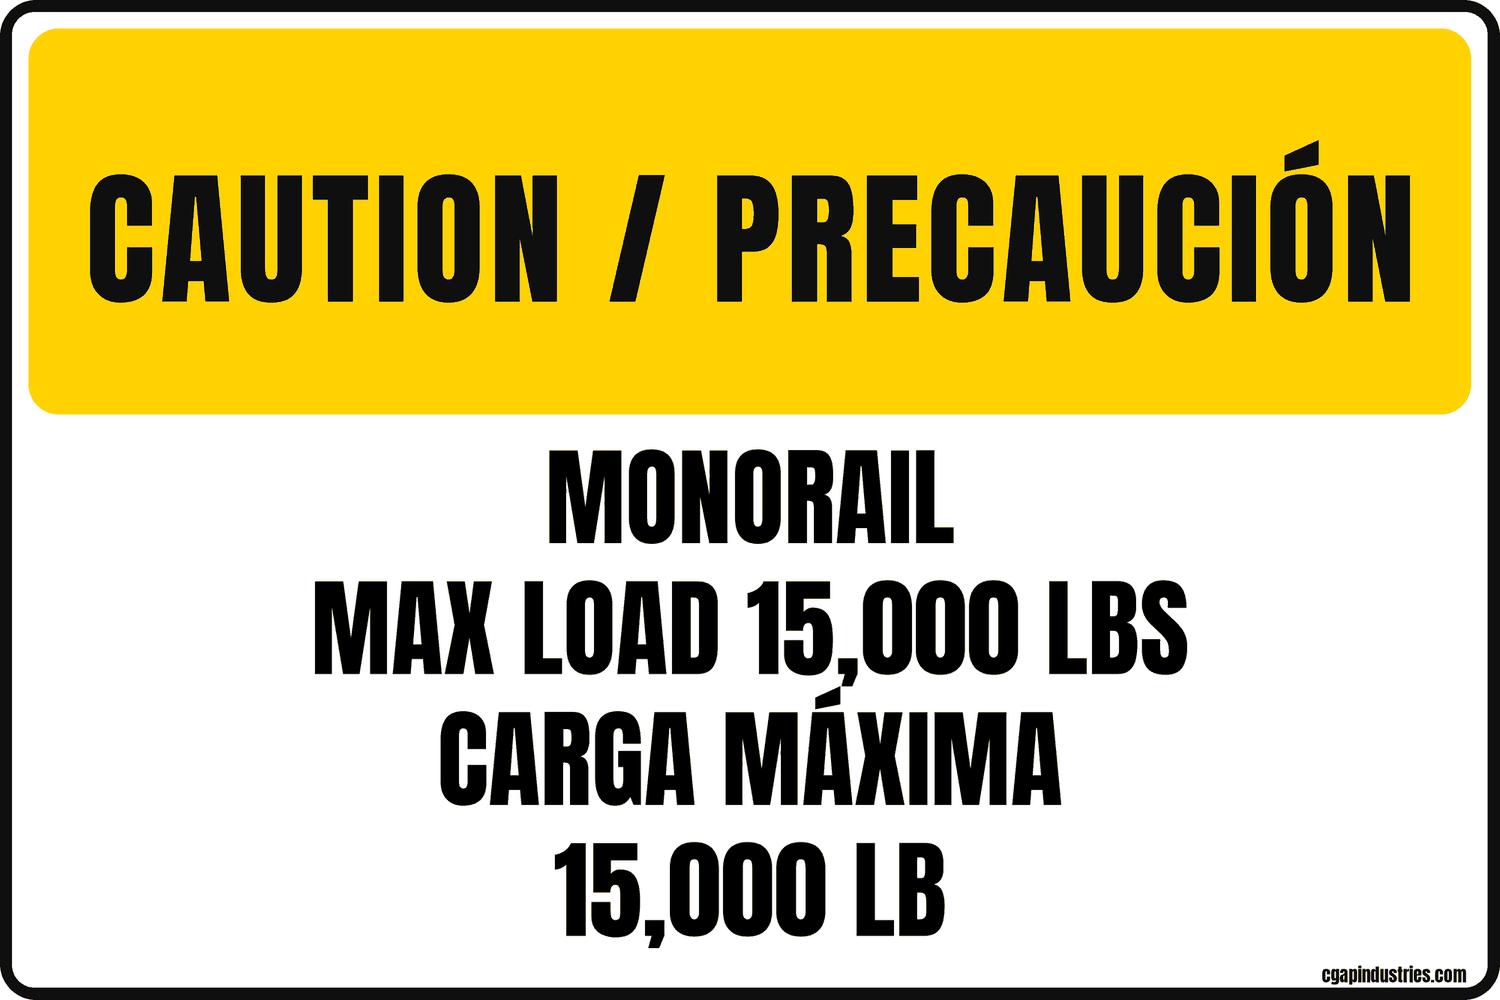 CAUTION / PRECAUCIÓN
MONORAIL
MAX LOAD 15,000 LBS
CARGA MÁXIMA
15,000 LB
cgapindustries.com